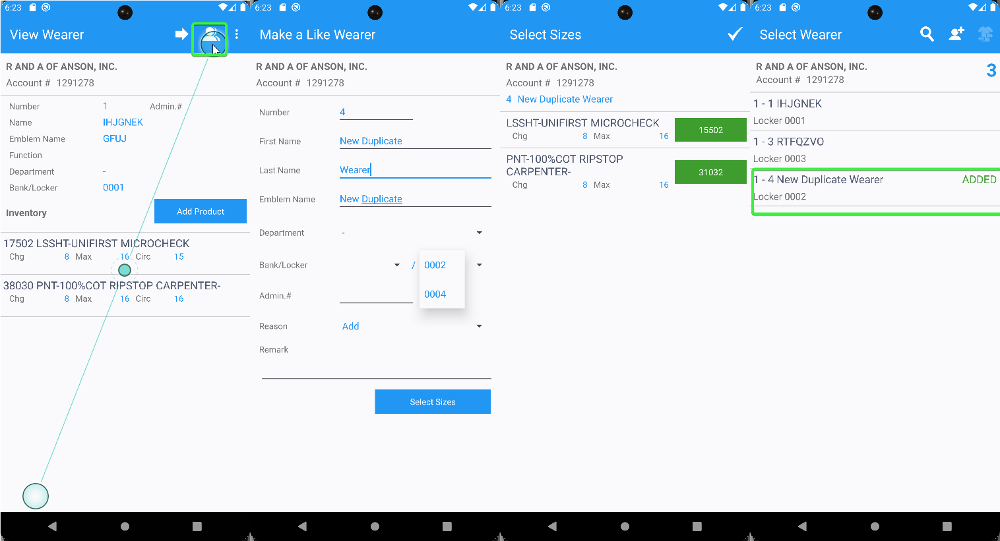 6:23
View Wearer
R AND A OF ANSON, INC.
Account # 1291278
Number 1 Admin.#
Name IHJGNEK
Emblem Name GFUJ
Function
Department -
Bank/Locker 0001
Inventory Add Product
17502 LSSHT-UNIFIRST MICROCHECK
Chg 8 Max 16 Circ 15
38030 PNT-100%COT RIPSTOP CARPENTER-
Chg 8 Max 16 Circ 16
6:23
Make a Like Wearer
R AND A OF ANSON, INC.
Account # 1291278
Number 4
First Name New Duplicate
Last Name Wearer
Emblem Name New Duplicate
Department -
Bank/Locker / 0002
0004
Admin.#
Reason Add
Remark
Select Sizes
6:23
Select Sizes
R AND A OF ANSON, INC.
Account # 1291278
4 New Duplicate Wearer
LSSHT-UNIFIRST MICROCHECK 15502
Chg 8 Max 16
PNT-100%COT RIPSTOP
CARPENTER- 31032
Chg 8 Max 16
6:23
Select Wearer
R AND A OF ANSON, INC. 3
Account # 1291278
1 - 1 IHJGNEK
Locker 0001
1 - 3 RTFQZVO
Locker 0003
1 - 4 New Duplicate Wearer ADDED
Locker 0002